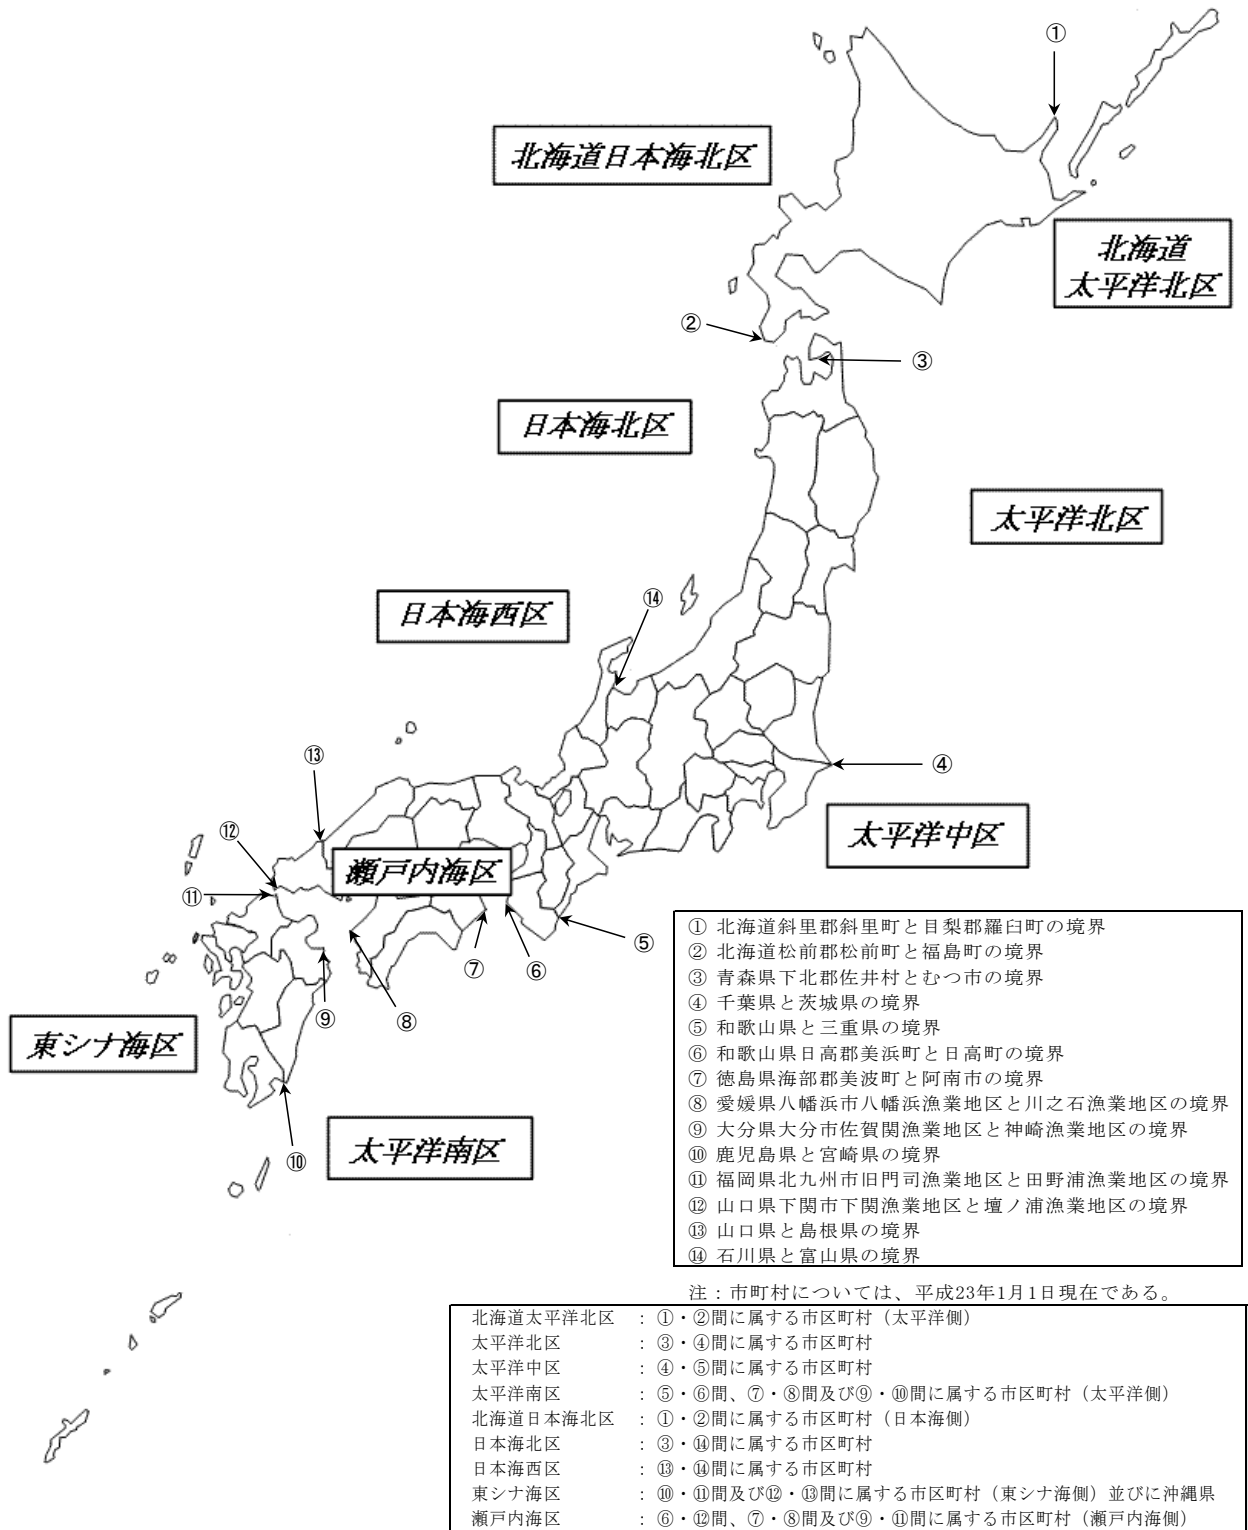 ①
北海道日本海北区
北海道
太平洋北区
②
③
日本海北区
太平洋北区
日本海西区
⑭
⑬
④
太平洋中区
⑫
瀬戸内海区
⑪
⑤
⑦
⑥
⑨
⑧
東シナ海区
太平洋南区
⑩
① 北海道斜里郡斜里町と目梨郡羅臼町の境界
② 北海道松前郡松前町と福島町の境界
③ 青森県下北郡佐井村とむつ市の境界
④ 千葉県と茨城県の境界
⑤ 和歌山県と三重県の境界
⑥ 和歌山県日高郡美浜町と日高町の境界
⑦ 徳島県海部郡美波町と阿南市の境界
⑧ 愛媛県八幡浜市八幡浜漁業地区と川之石漁業地区の境界
⑨ 大分県大分市佐賀関漁業地区と神崎漁業地区の境界
⑩ 鹿児島県と宮崎県の境界
⑪ 福岡県北九州市旧門司漁業地区と田野浦漁業地区の境界
⑫ 山口県下関市下関漁業地区と壇ノ浦漁業地区の境界
⑬ 山口県と島根県の境界
⑭ 石川県と富山県の境界
注：市町村については、平成23年1月1日現在である。
北海道太平洋北区 ：①・②間に属する市区町村（太平洋側）
太平洋北区 ：③・④間に属する市区町村
太平洋中区 ：④・⑤間に属する市区町村
太平洋南区 ：⑤・⑥間、⑦・⑧間及び⑨・⑩間に属する市区町村（太平洋側）
北海道日本海北区 ：①・②間に属する市区町村（日本海側）
日本海北区 ：③・⑭間に属する市区町村
日本海西区 ：⑬・⑭間に属する市区町村
東シナ海区 ：⑩・⑪間及び⑫・⑬間に属する市区町村（東シナ海側）並びに沖縄県
瀬戸内海区 ：⑥・⑫間、⑦・⑧間及び⑨・⑪間に属する市区町村（瀬戸内海側）